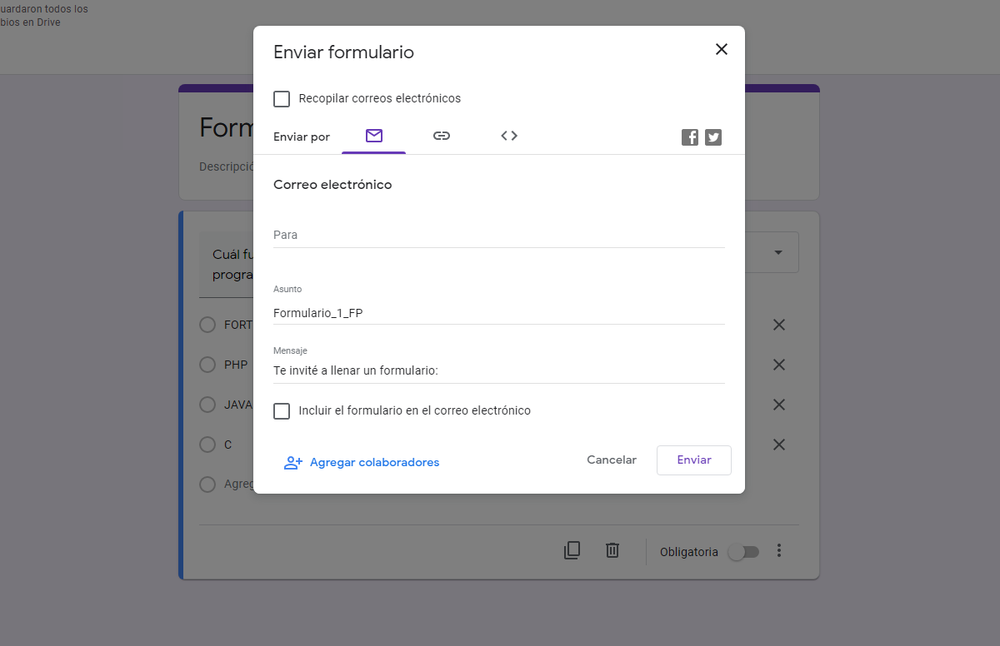 uardaron todos los
bios en Drive
Enviar formulario
Recopilar correos electrónicos
Enviar por
Form
Descripció
Correo electrónico
Para
Cuál fu
progra
Asunto
Formulario_1_FP
FORT
Mensaje
Te invité a llenar un formulario:
PHP
JAVA
Incluir el formulario en el correo electrónico
C
Agregar colaboradores
Cancelar
Enviar
Agreg
Obligatoria